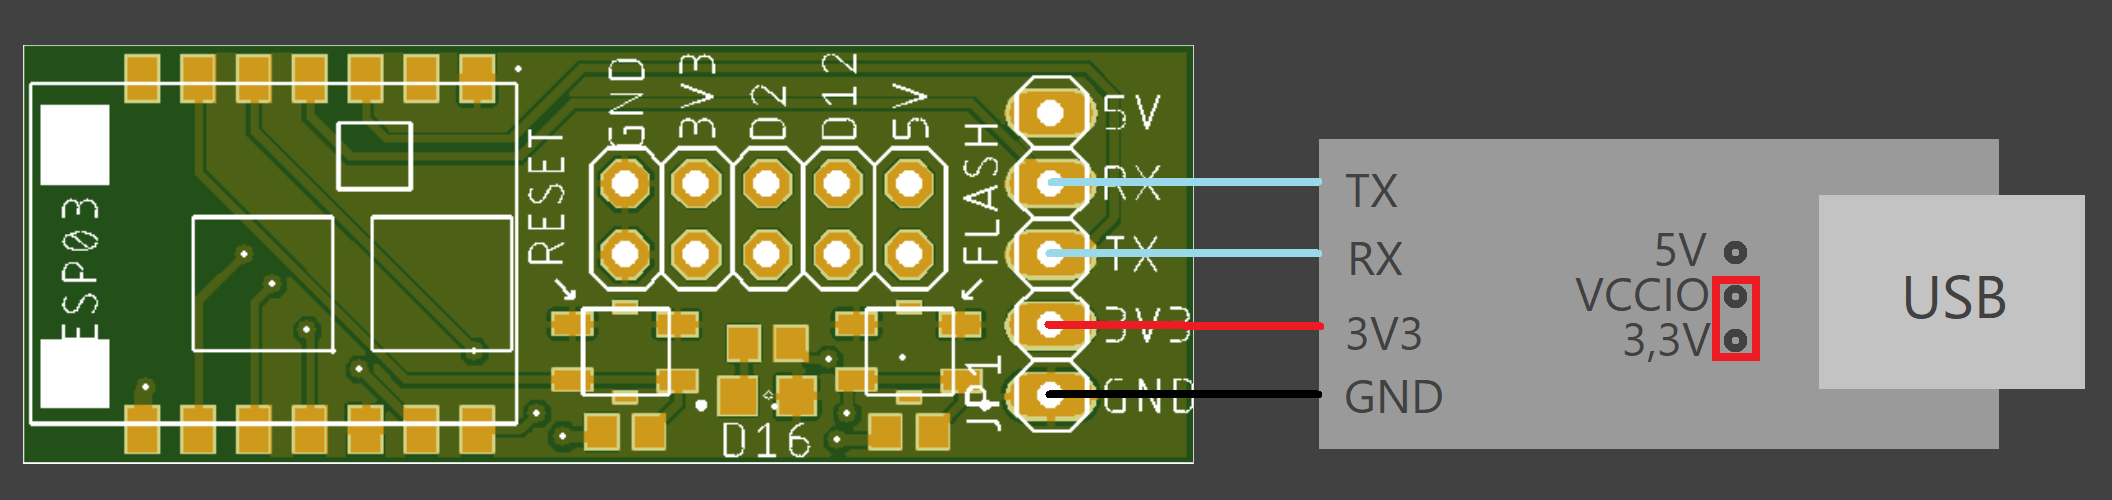 ESP03
RESET
GND
3V3
D2
D12
5V
FLASH
5V
RX
TX
3V3
GND
JP1
D16
TX
RX
3V3
GND
5V
VCCIO
3,3V
USB